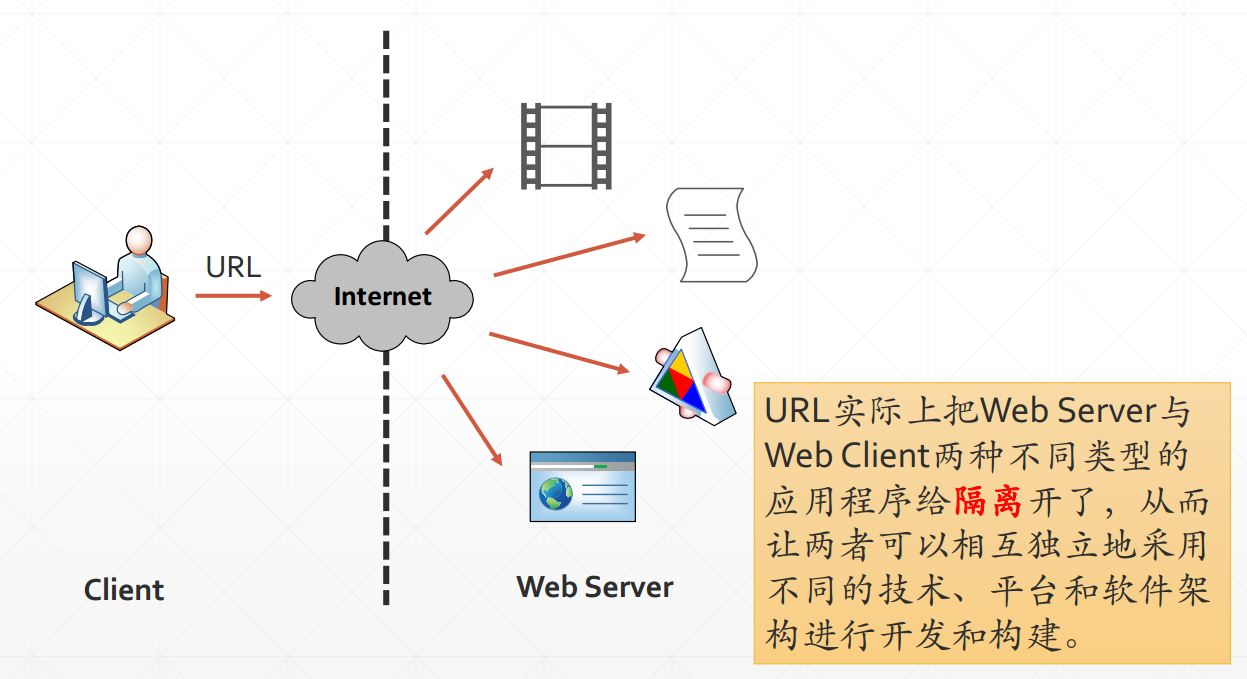 URL
Internet
Client
Web Server
URL实际上把Web Server与
Web Client两种不同类型的
应用程序给隔离开了，从而
让两者可以相互独立地采用
不同的技术、平台和软件架
构进行开发和构建。